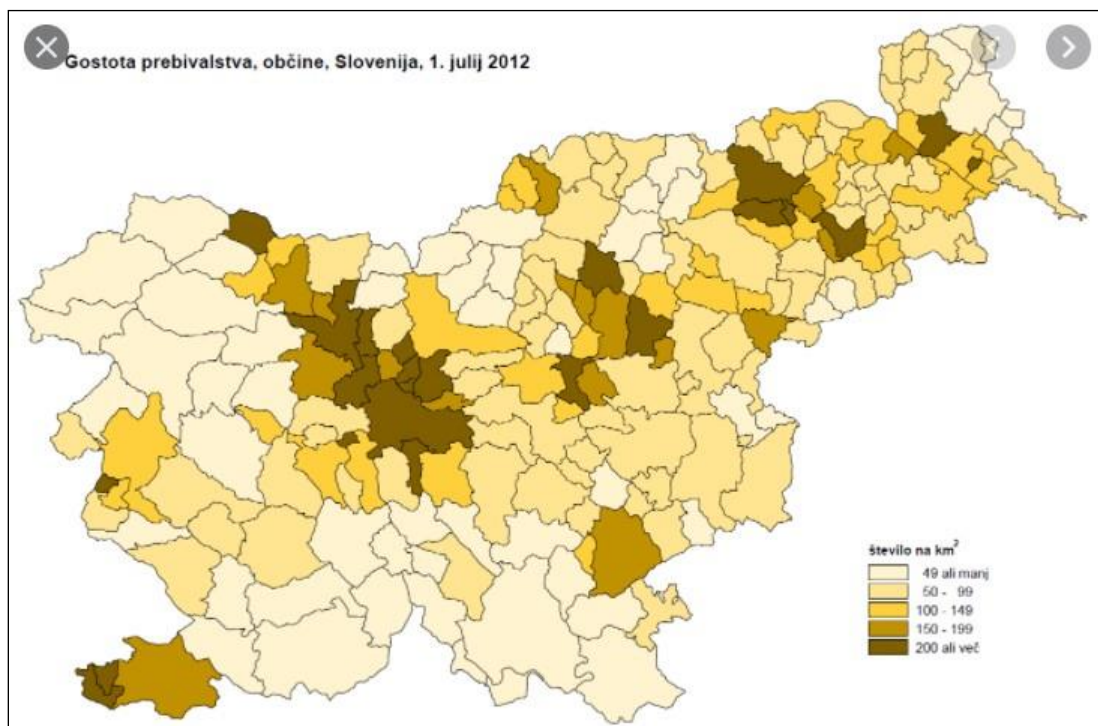 Gostota prebivalstva, občine, Slovenija, 1. julij 2012
število na km²
49 ali manj
50 - 99
100 - 149
150 - 199
200 ali več